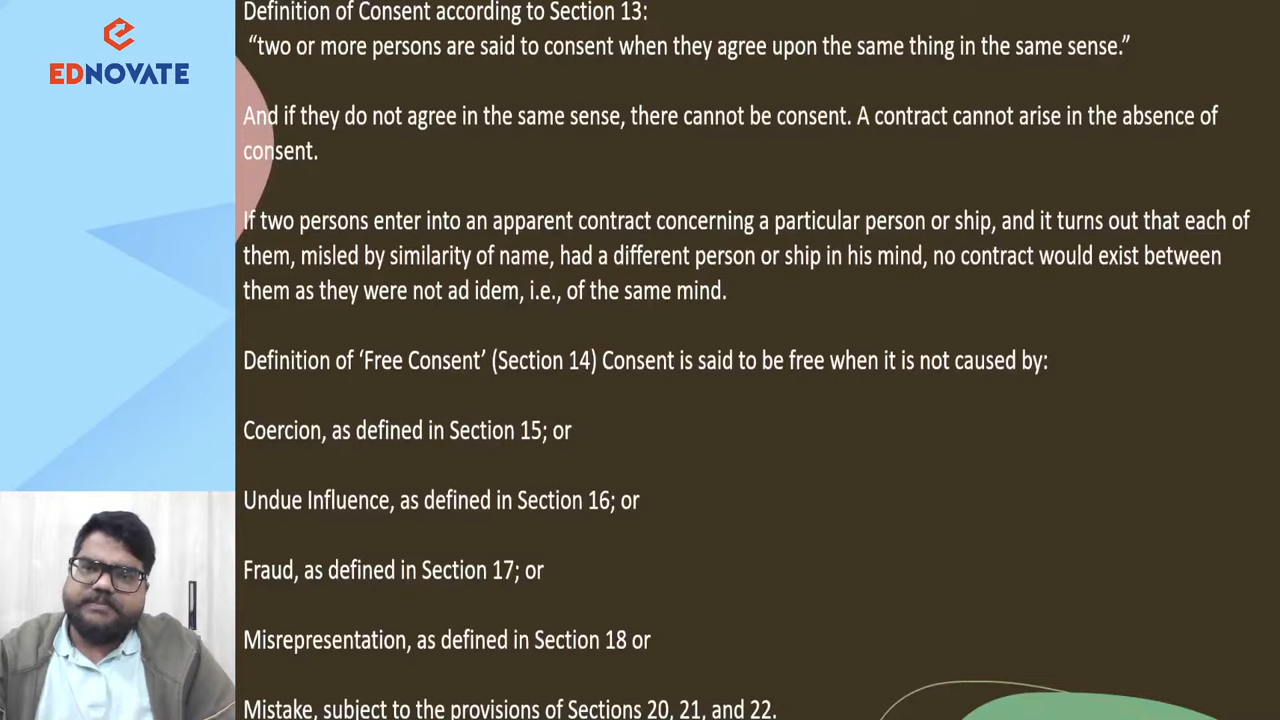 Definition of Consent according to Section 13:
“two or more persons are said to consent when they agree upon the same thing in the same sense.”
And if they do not agree in the same sense, there cannot be consent. A contract cannot arise in the absence of
consent.
If two persons enter into an apparent contract concerning a particular person or ship, and it turns out that each of
them, misled by similarity of name, had a different person or ship in his mind, no contract would exist between
them as they were not ad idem, i.e., of the same mind.
Definition of ‘Free Consent’ (Section 14) Consent is said to be free when it is not caused by:
Coercion, as defined in Section 15; or
Undue Influence, as defined in Section 16; or
Fraud, as defined in Section 17; or
Misrepresentation, as defined in Section 18 or
Mistake, subject to the provisions of Sections 20, 21, and 22.
EDNOVATE